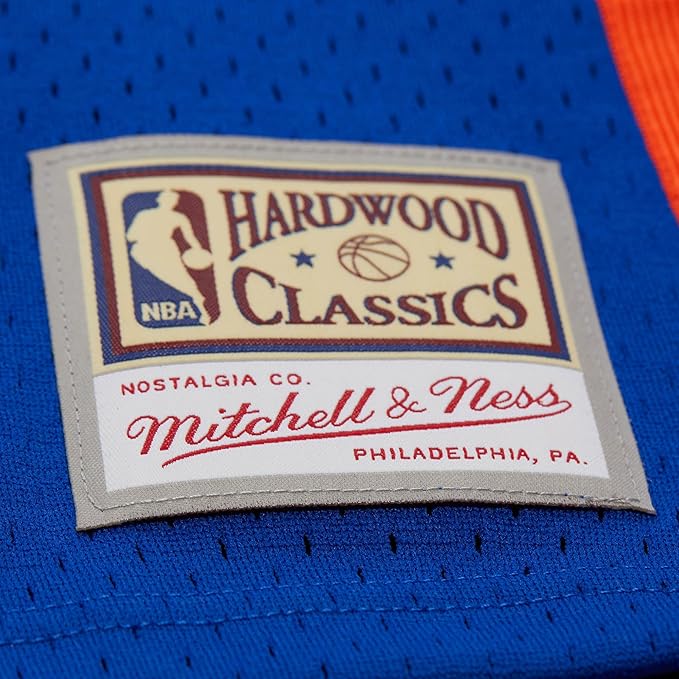 HARDWOOD
CLASSICS
NBA
NOSTALGIA CO.
Mitchell & Ness
PHILADELPHIA, PA.